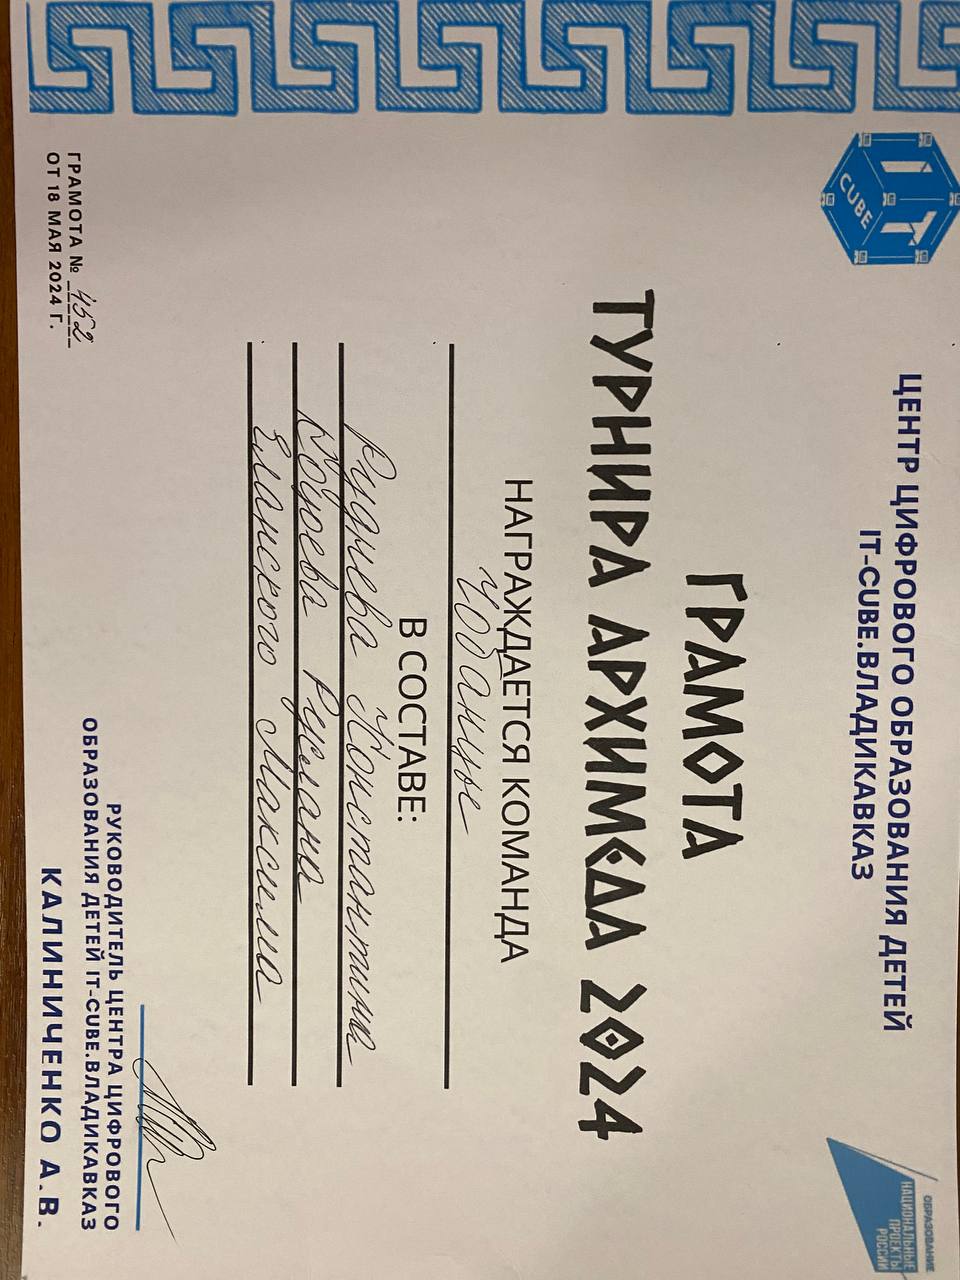 IT
CUBE
ЦЕНТР ЦИФРОВОГО ОБРАЗОВАНИЯ ДЕТЕЙ
IT-CUBE.ВЛАДИКАВКАЗ
ОБРАЗОВАНИЕ
НАЦИОНАЛЬНЫЕ
ПРОЕКТЫ
РОССИИ
ГРАМОТА
ТУРНИРА АРХИМЕДА 2024
НАГРАЖДАЕТСЯ КОМАНДА
Чобанцы
В СОСТАВЕ:
Руднева Константина
Коцоева Руслана
Еланского Максима
РУКОВОДИТЕЛЬ ЦЕНТРА ЦИФРОВОГО
ОБРАЗОВАНИЯ ДЕТЕЙ IT-CUBE.ВЛАДИКАВКАЗ
КАЛИНИЧЕНКО А.В.
ГРАМОТА № 452
ОТ 18 МАЯ 2024 Г.